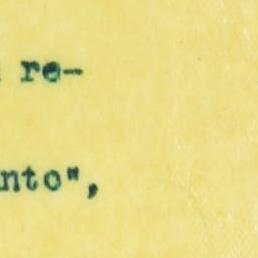 re-
nto",